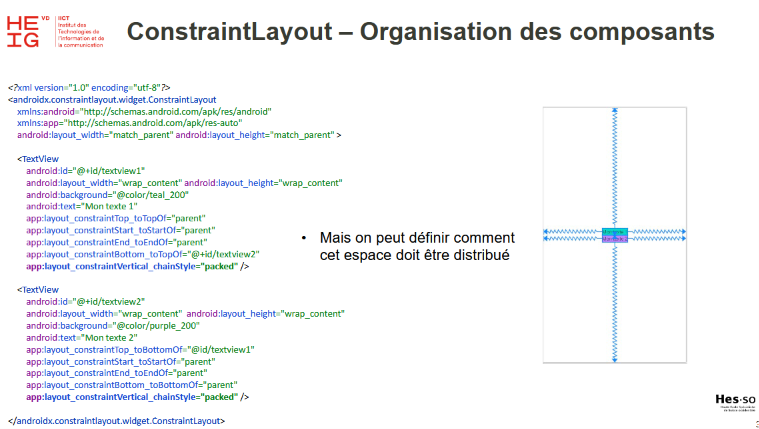 HE
IG
VD
IICT
Institut des
Technologies de
l'Information et de
la communication
ConstraintLayout – Organisation des composants
<?xml version="1.0" encoding="utf-8"?>
<androidx.constraintlayout.widget.ConstraintLayout
xmlns:android="http://schemas.android.com/apk/res/android"
xmlns:app="http://schemas.android.com/apk/res-auto"
android:layout_width="match_parent" android:layout_height="match_parent" >
<TextView
android:id="@+id/textview1"
android:layout_width="wrap_content" android:layout_height="wrap_content"
android:background="@color/teal_200"
android:text="Mon texte 1"
app:layout_constraintTop_toTopOf="parent"
app:layout_constraintStart_toStartOf="parent"
app:layout_constraintEnd_toEndOf="parent"
app:layout_constraintBottom_toTopOf="@+id/textview2"
app:layout_constraintVertical_chainStyle="packed" />
<TextView
android:id="@+id/textview2"
android:layout_width="wrap_content" android:layout_height="wrap_content"
android:background="@color/purple_200"
android:text="Mon texte 2"
app:layout_constraintTop_toBottomOf="@id/textview1"
app:layout_constraintStart_toStartOf="parent"
app:layout_constraintEnd_toEndOf="parent"
app:layout_constraintBottom_toBottomOf="parent"
app:layout_constraintVertical_chainStyle="packed" />
</androidx.constraintlayout.widget.ConstraintLayout>
• Mais on peut définir comment
cet espace doit être distribué
Hes·so